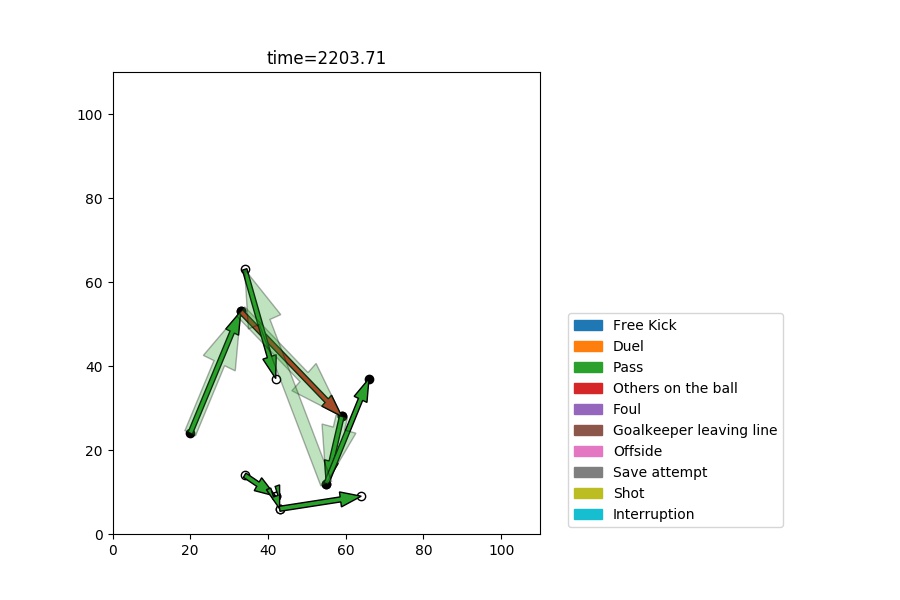 time=2203.71
100
80
60
40
20
0
0 20 40 60 80 100
Free Kick
Duel
Pass
Others on the ball
Foul
Goalkeeper leaving line
Offside
Save attempt
Shot
Interruption